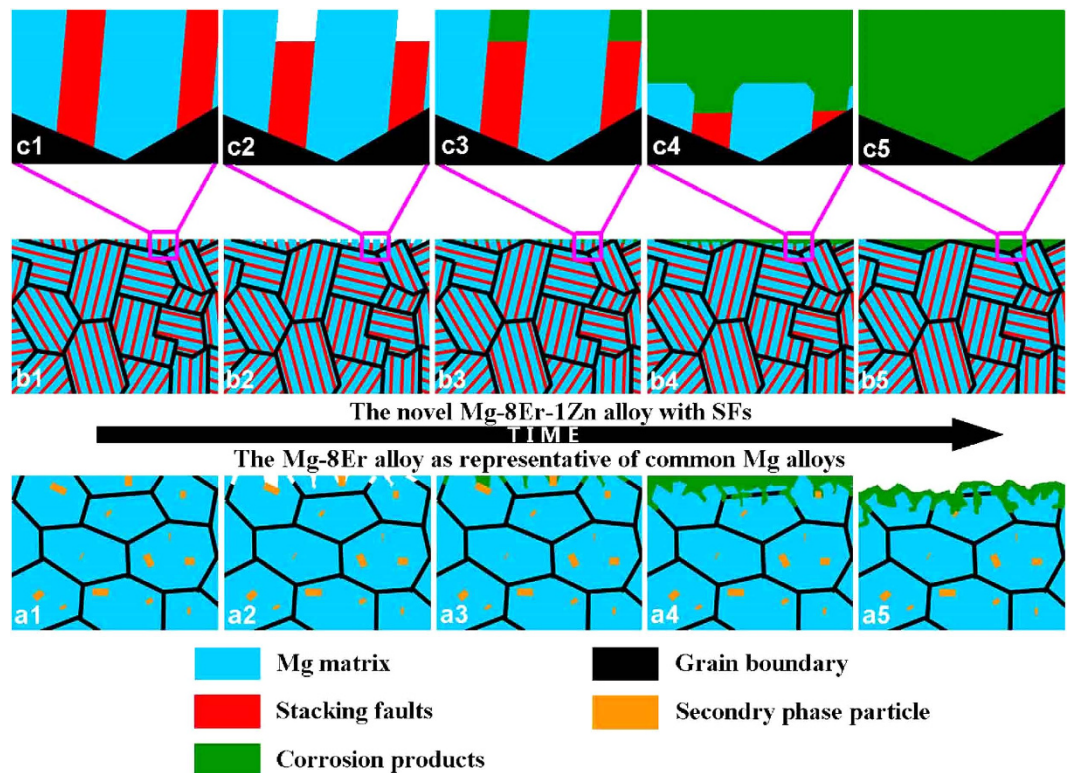 c1 c2 c3 c4 c5
b1 b2 b3 b4 b5
The novel Mg-8Er-1Zn alloy with SFs
TIME
The Mg-8Er alloy as representative of common Mg alloys
a1 a2 a3 a4 a5
Mg matrix Grain boundary
Stacking faults Secondry phase particle
Corrosion products